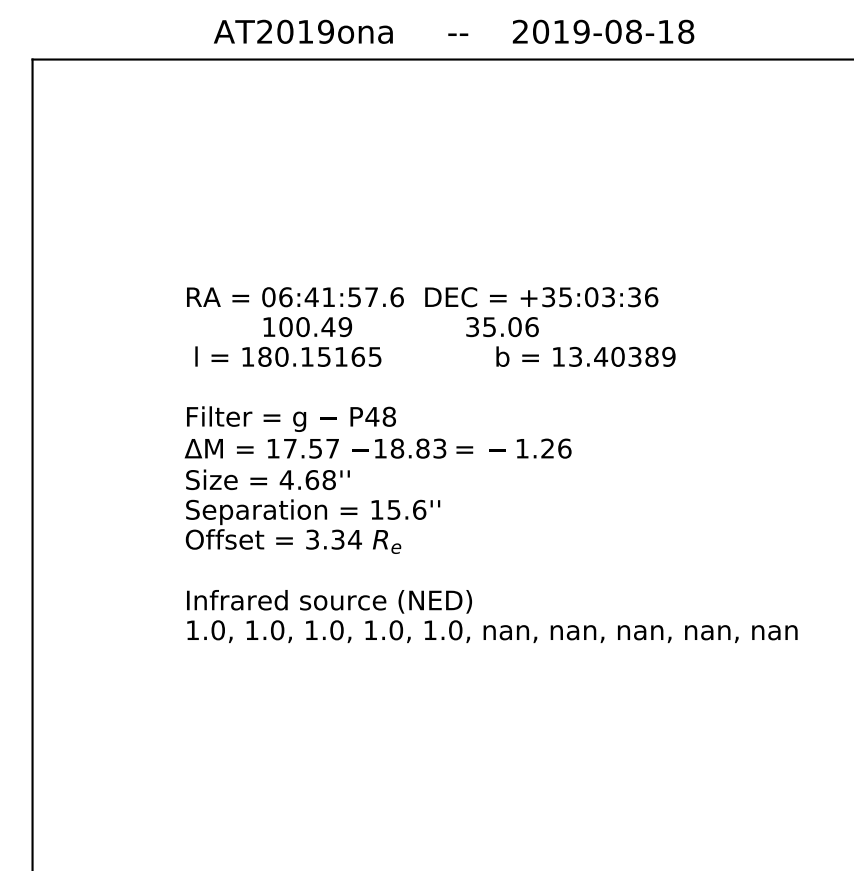 AT2019ona -- 2019-08-18
RA = 06:41:57.6 DEC = +35:03:36
100.49 35.06
l = 180.15165 b = 13.40389
Filter = g − P48
ΔM = 17.57 −18.83 = − 1.26
Size = 4.68''
Separation = 15.6''
Offset = 3.34 Re
Infrared source (NED)
1.0, 1.0, 1.0, 1.0, 1.0, nan, nan, nan, nan, nan